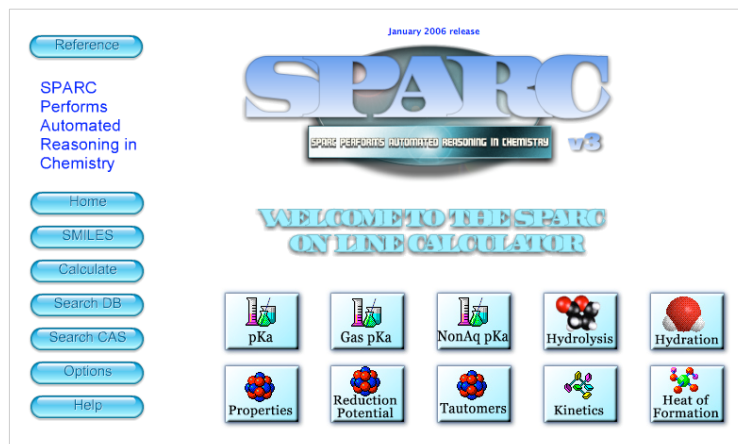 Reference
SPARC
Performs
Automated
Reasoning in
Chemistry
Home
SMILES
Calculate
Search DB
Search CAS
Options
Help
January 2006 release
SPARC
SPARC PERFORMS AUTOMATED REASONING IN CHEMISTRY
v3
WELCOME TO THE SPARC
ON LINE CALCULATOR
pKa
Gas pKa
NonAq pKa
Hydrolysis
Hydration
Properties
Reduction
Potential
Tautomers
Kinetics
Heat of
Formation